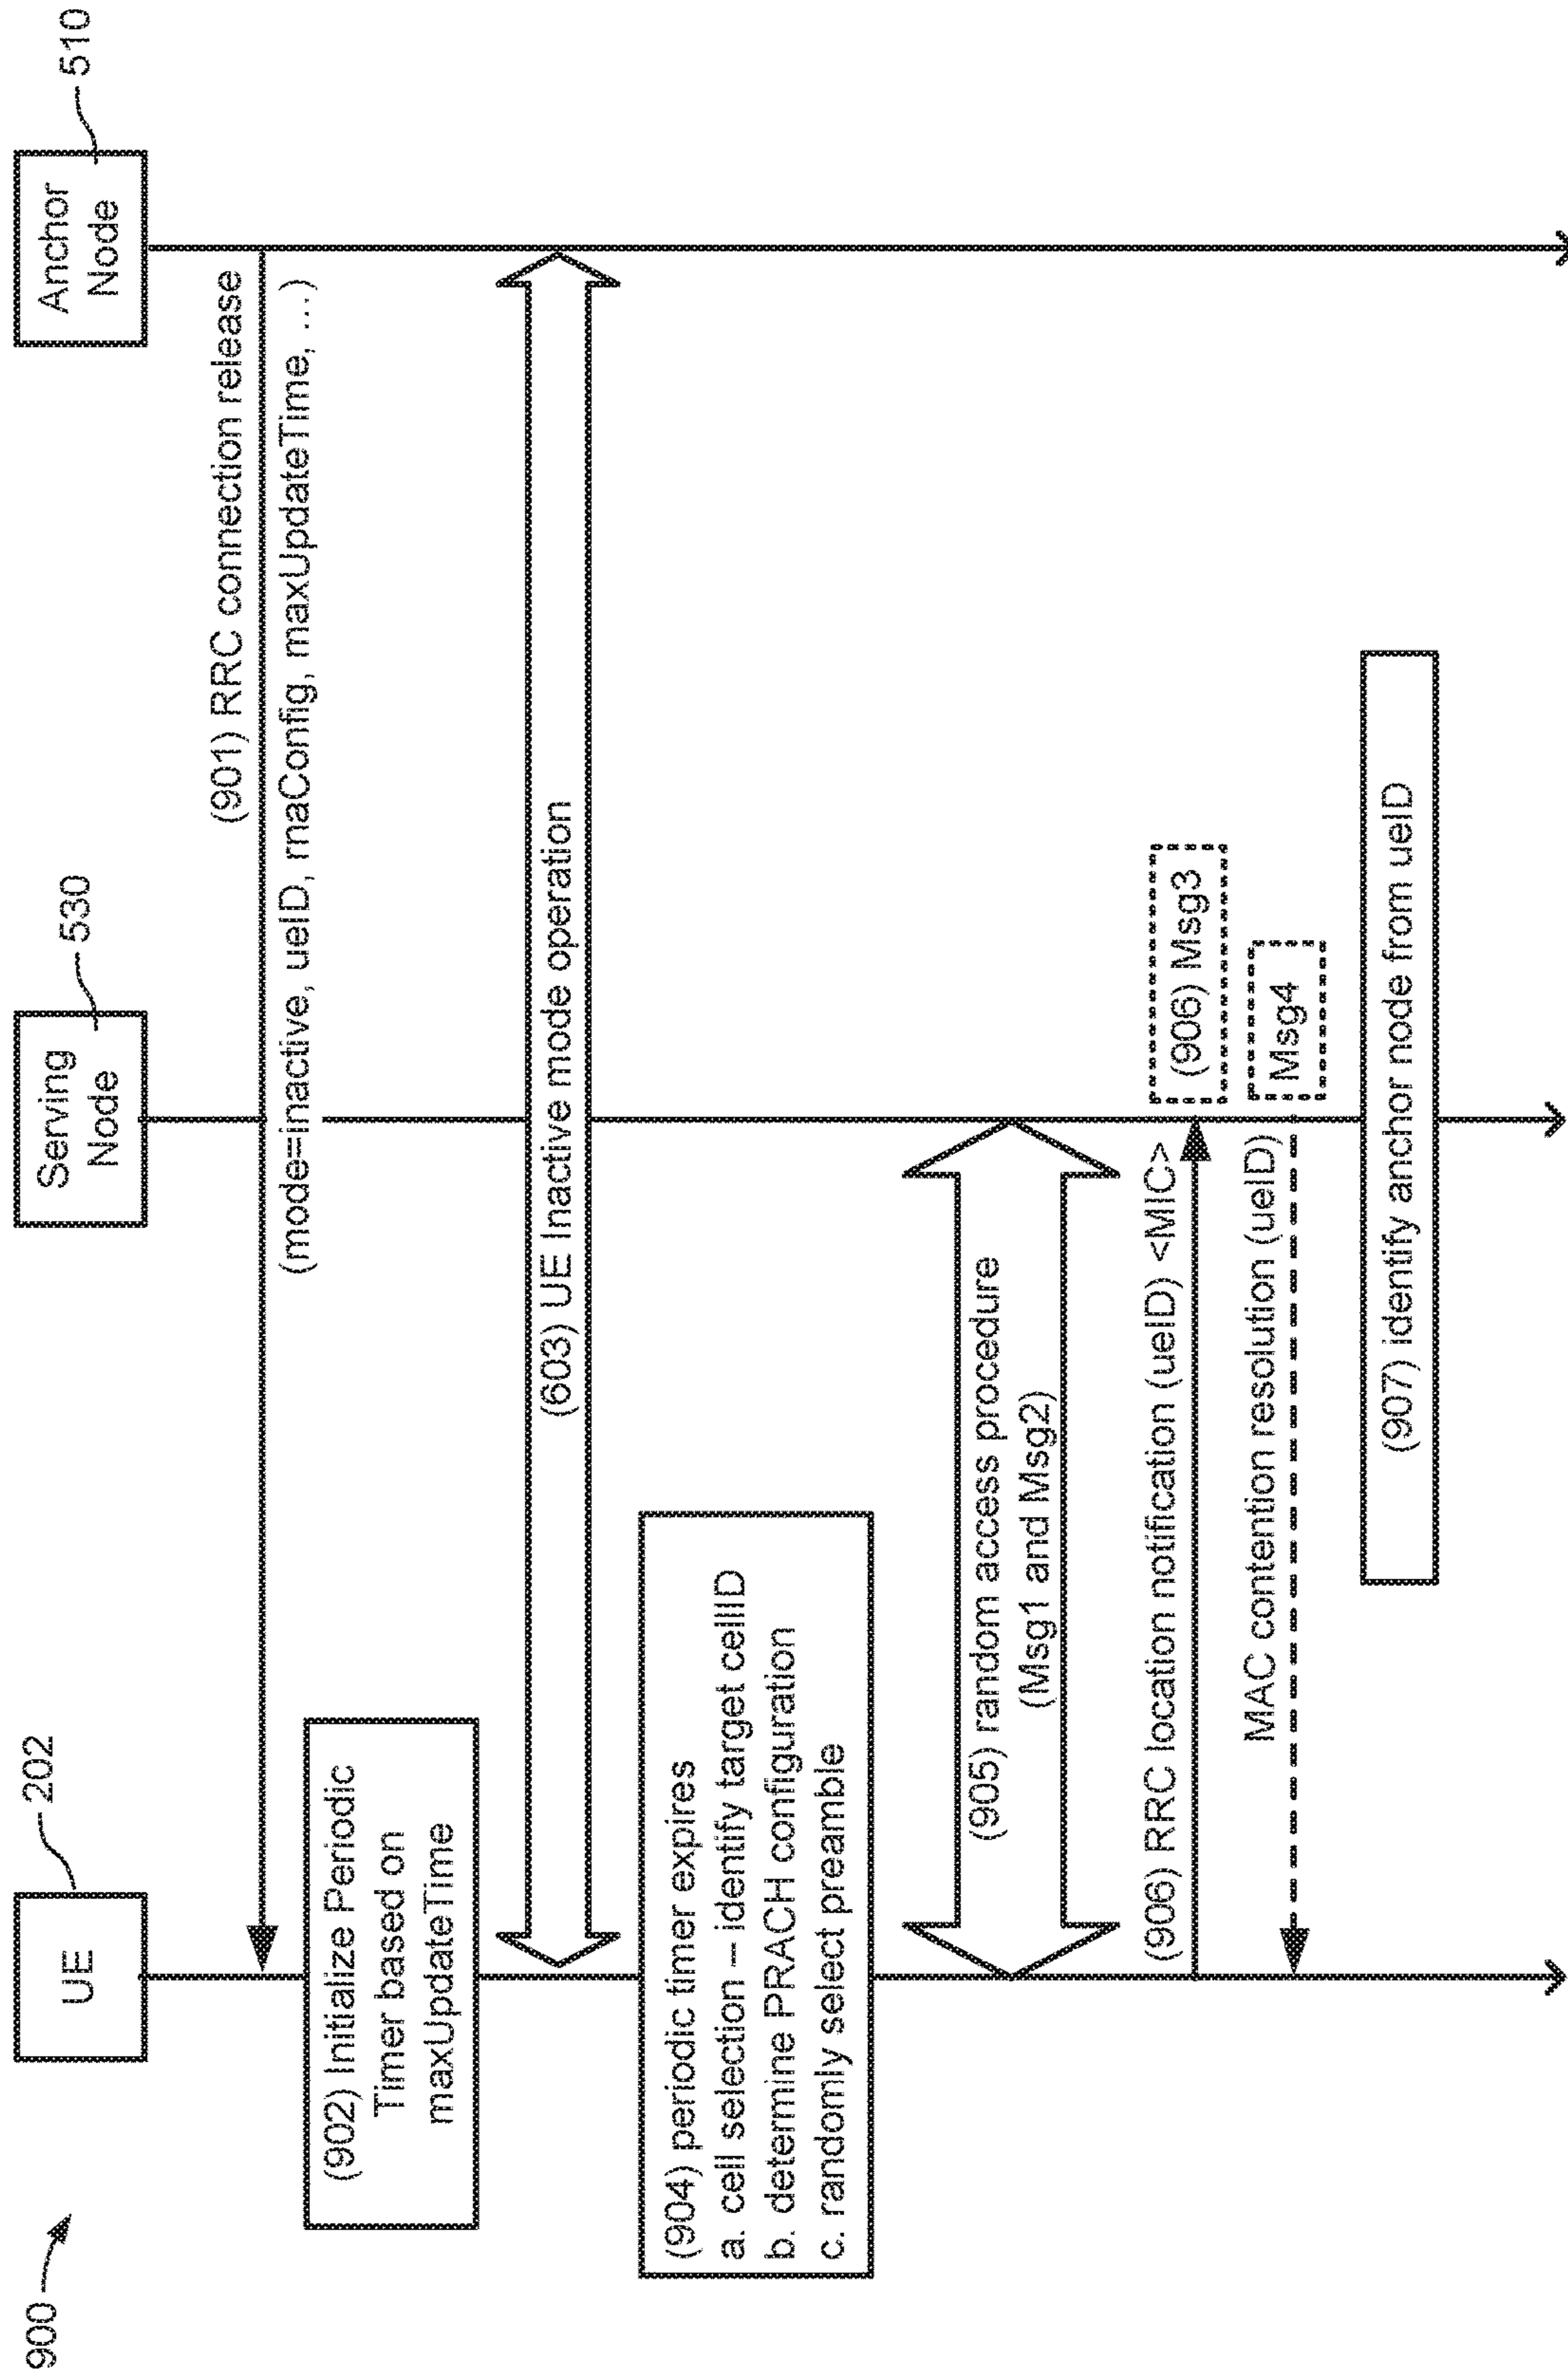 900
UE
202
Serving
Node
530
Anchor
Node
510
(901) RRC connection release
(mode=inactive, ueID, rnaConfig, maxUpdateTime, …)
(902) Initialize Periodic
Timer based on
maxUpdateTime
(603) UE Inactive mode operation
(904) periodic timer expires
a. cell selection – identify target cellID
b. determine PRACH configuration
c. randomly select preamble
(905) random access procedure
(Msg1 and Msg2)
(906) RRC location notification (ueID) <MIC>
(906) Msg3
MAC contention resolution (ueID)
Msg4
(907) identify anchor node from ueID